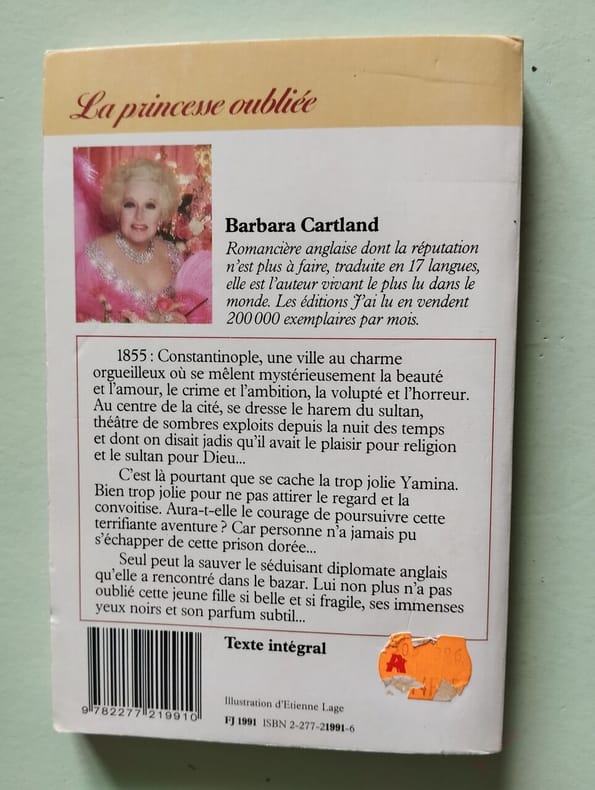 La princesse oubliée
Barbara Cartland
Romancière anglaise dont la réputation
n'est plus à faire, traduite en 17 langues,
elle est l'auteur vivant le plus lu dans le
monde. Les éditions J'ai lu en vendent
200 000 exemplaires par mois.
1855 : Constantinople, une ville au charme
orgueilleux où se mêlent mystérieusement la beauté
et l'amour, le crime et l'ambition, la volupté et l'horreur.
Au centre de la cité, se dresse le harem du sultan,
théâtre de sombres exploits depuis la nuit des temps
et dont on disait jadis qu'il avait le plaisir pour religion
et le sultan pour Dieu...
C'est là pourtant que se cache la trop jolie Yamina.
Bien trop jolie pour ne pas attirer le regard et la
convoitise. Aura-t-elle le courage de poursuivre cette
terrifiante aventure ? Car personne n'a jamais pu
s'échapper de cette prison dorée...
Seul peut la sauver le séduisant diplomate anglais
qu'elle a rencontré dans le bazar. Lui non plus n'a pas
oublié cette jeune fille si belle et si fragile, ses immenses
yeux noirs et son parfum subtil...
Texte intégral
A
9 782277 219910
Illustration d'Etienne Lage
FJ 1991 ISBN 2-277-21991-6